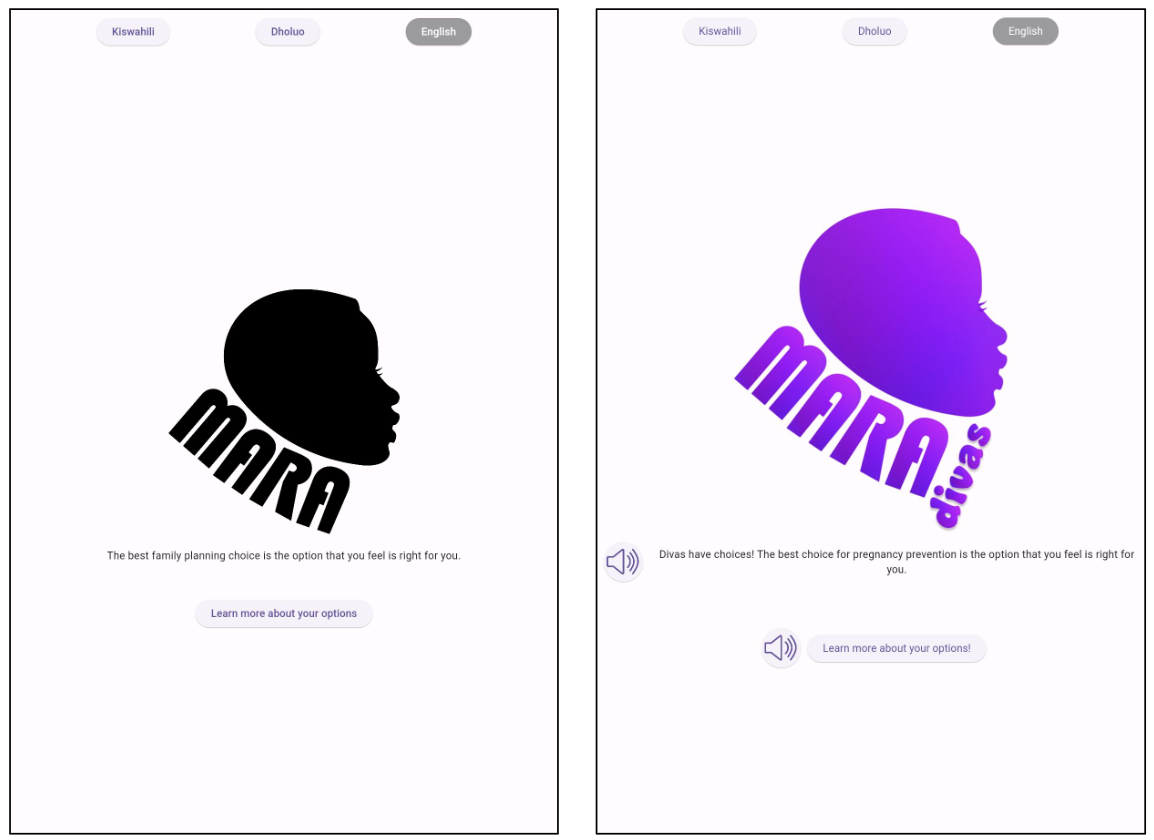 Kiswahili Dholuo English
MARA
The best family planning choice is the option that you feel is right for you.
Learn more about your options
Kiswahili Dholuo English
MARA
divas
Divas have choices! The best choice for pregnancy prevention is the option that you feel is right for
you.
Learn more about your options!